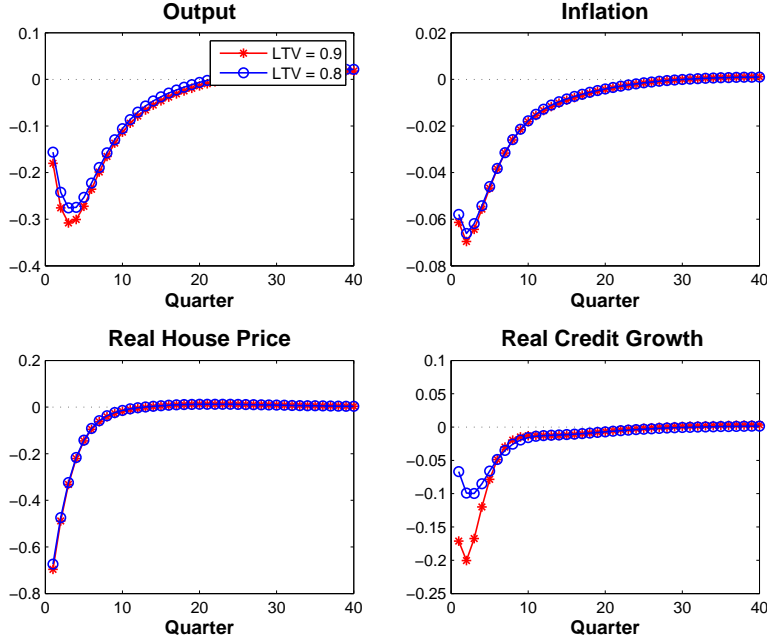 Output
0.1
0
−0.1
−0.2
−0.3
−0.4
0 10 20 30 40
Quarter
LTV = 0.9
LTV = 0.8
Inflation
0.02
0
−0.02
−0.04
−0.06
−0.08
0 10 20 30 40
Quarter
Real House Price
0.2
0
−0.2
−0.4
−0.6
−0.8
0 10 20 30 40
Quarter
Real Credit Growth
0.1
0.05
0
−0.05
−0.1
−0.15
−0.2
−0.25
0 10 20 30 40
Quarter